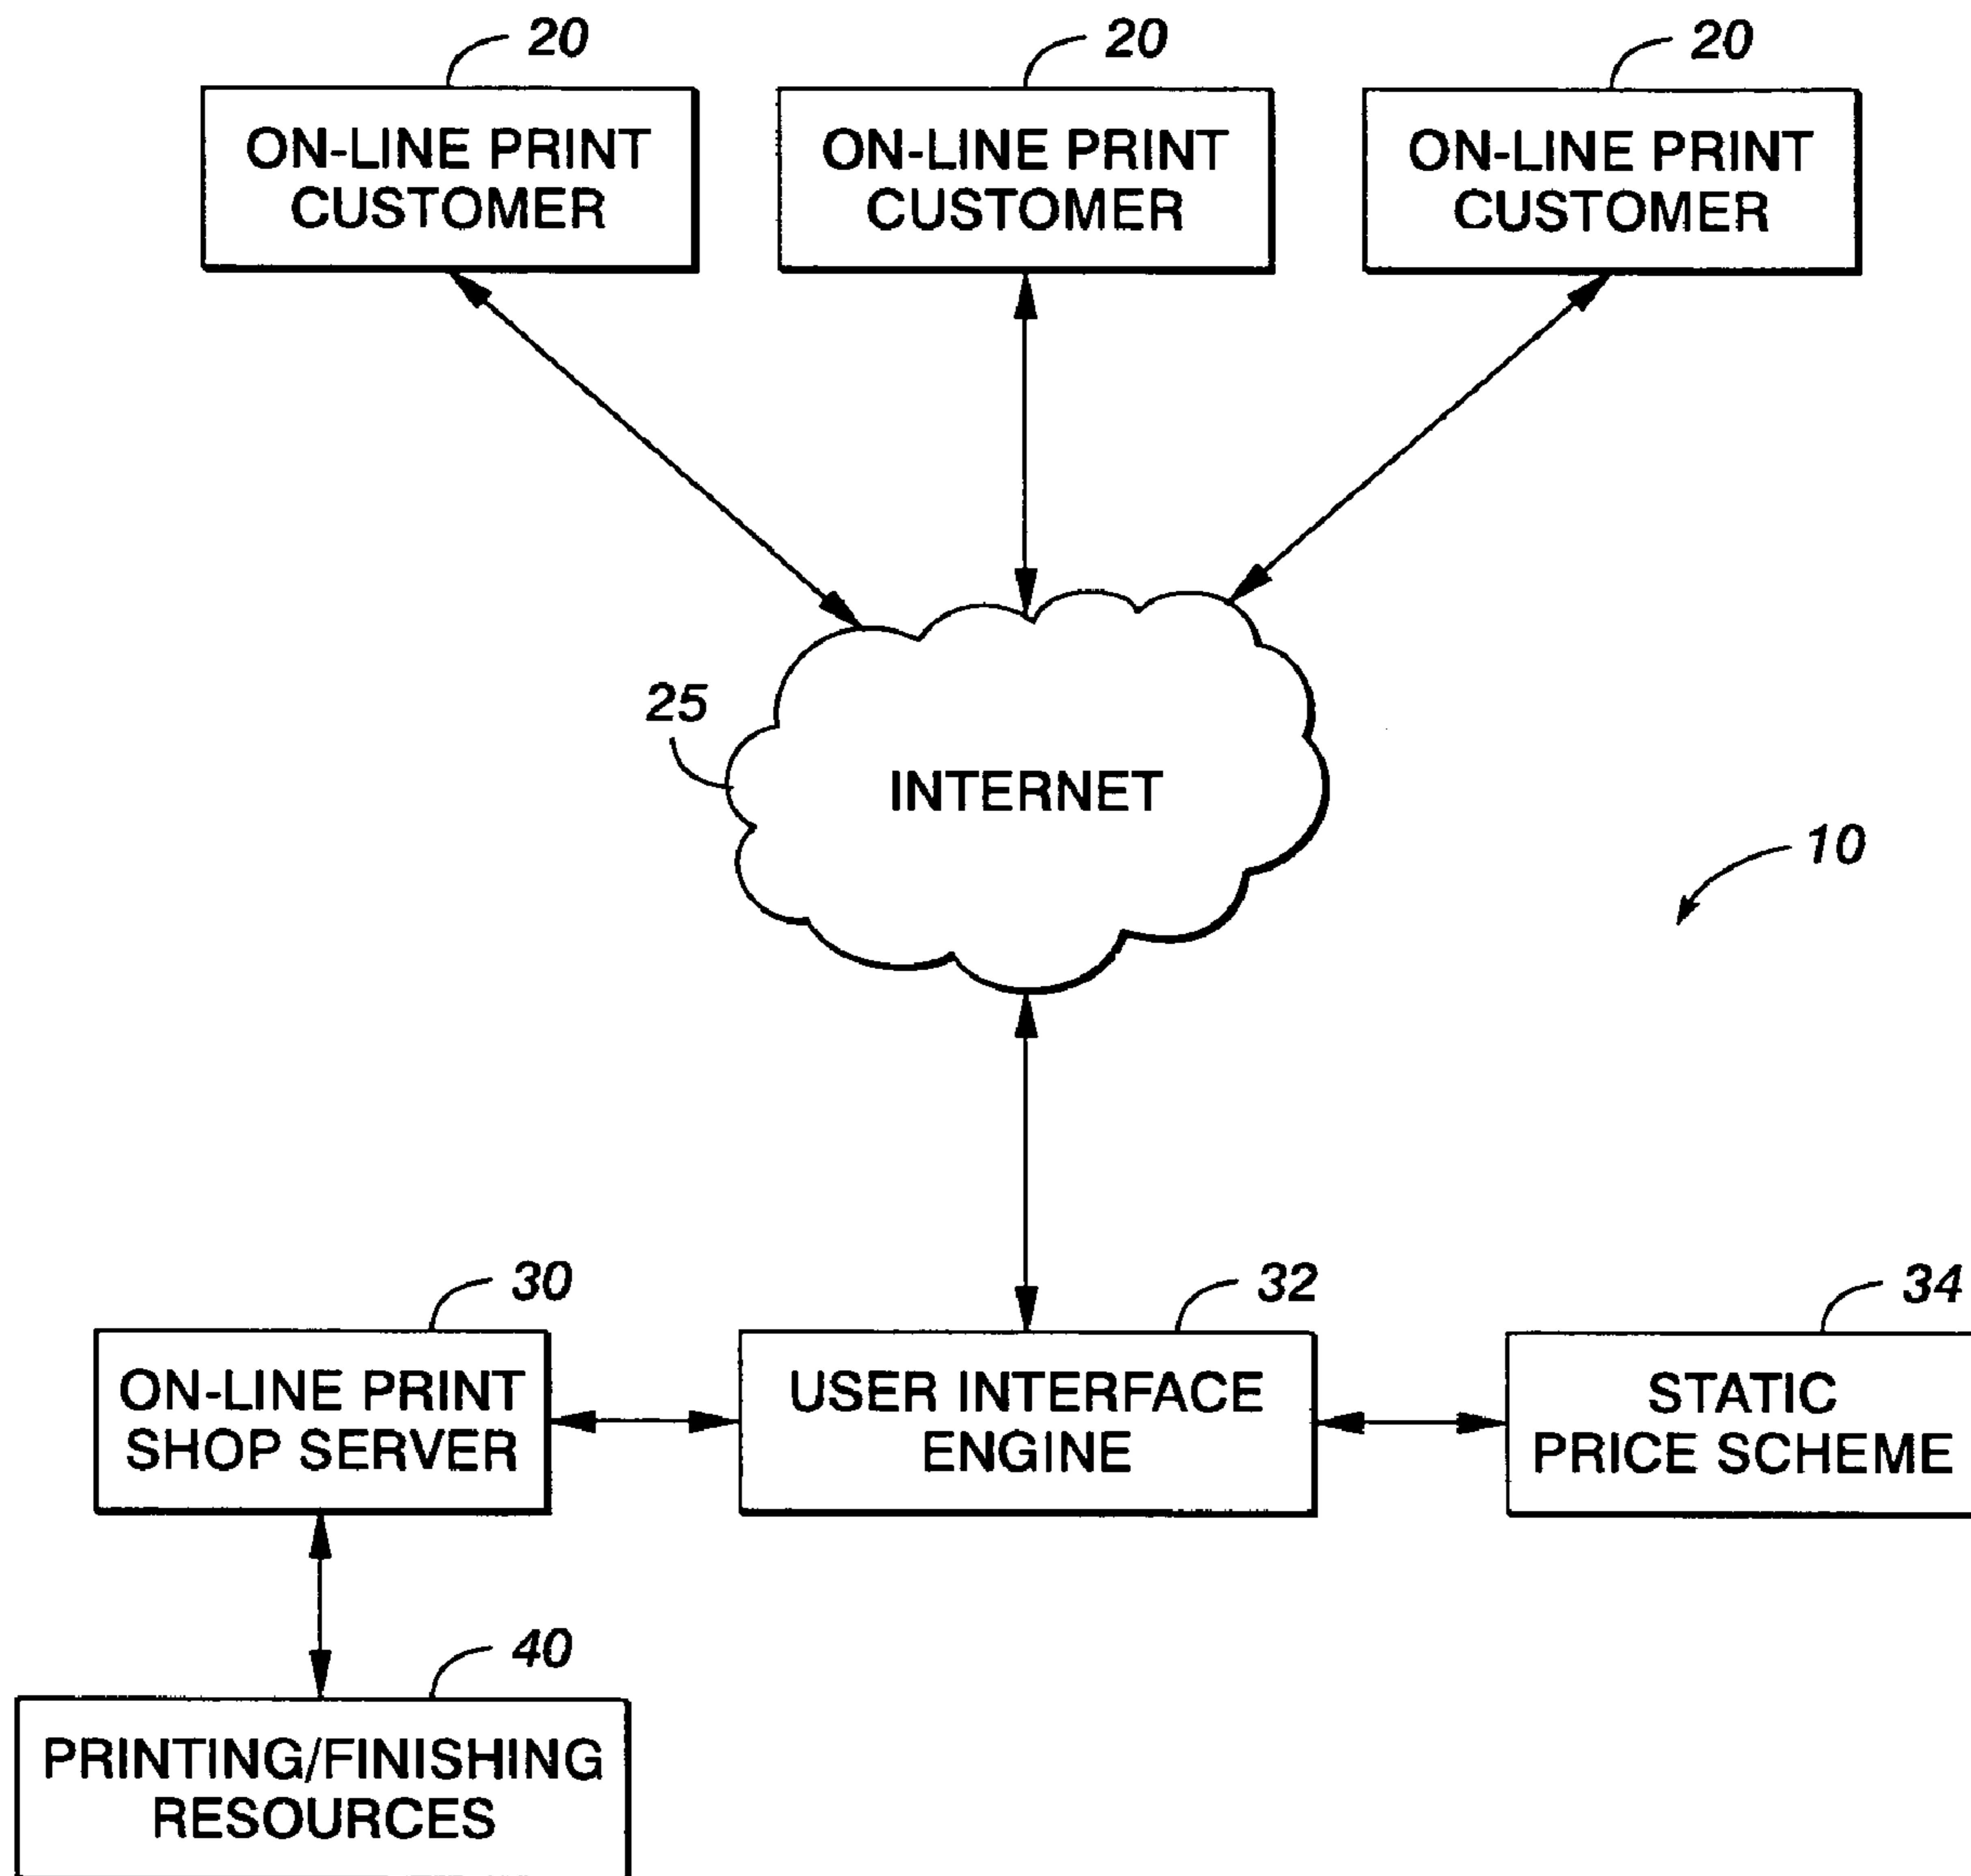 20
20
20
ON-LINE PRINT
CUSTOMER
ON-LINE PRINT
CUSTOMER
ON-LINE PRINT
CUSTOMER
25
INTERNET
10
30
32
34
ON-LINE PRINT
SHOP SERVER
USER INTERFACE
ENGINE
STATIC
PRICE SCHEME
40
PRINTING/FINISHING
RESOURCES